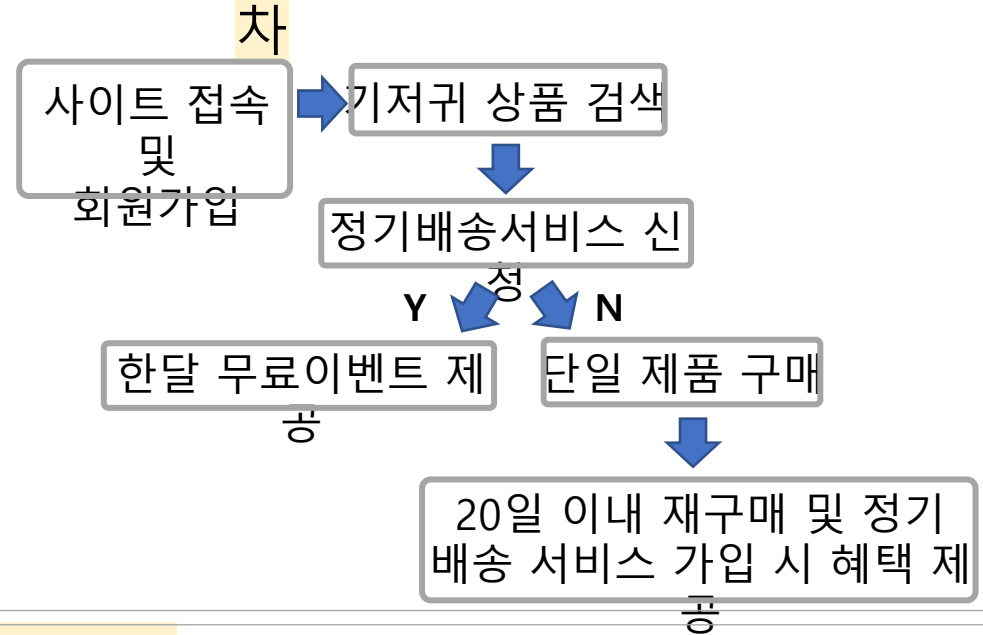 차
사이트 접속
및
회원가입
기저귀 상품 검색
정기배송서비스 신
청
Y
N
한달 무료이벤트 제
공
단일 제품 구매
20일 이내 재구매 및 정기
배송 서비스 가입 시 혜택 제
공